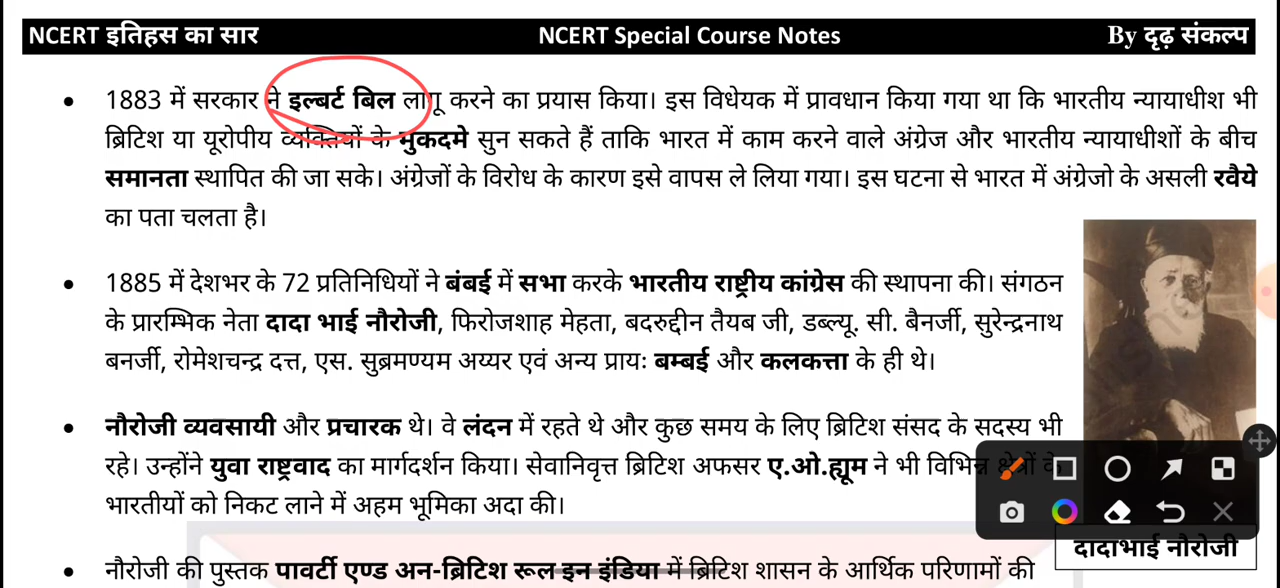 NCERT इतिहस का सार NCERT Special Course Notes By दृढ़ संकल्प
• 1883 में सरकार ने इल्बर्ट बिल लागू करने का प्रयास किया। इस विधेयक में प्रावधान किया गया था कि भारतीय न्यायाधीश भी
ब्रिटिश या यूरोपीय व्यक्तियों के मुकदमे सुन सकते हैं ताकि भारत में काम करने वाले अंग्रेज और भारतीय न्यायाधीशों के बीच
समानता स्थापित की जा सके। अंग्रेजों के विरोध के कारण इसे वापस ले लिया गया। इस घटना से भारत में अंग्रेजो के असली रवैये
का पता चलता है।
• 1885 में देशभर के 72 प्रतिनिधियों ने बंबई में सभा करके भारतीय राष्ट्रीय कांग्रेस की स्थापना की। संगठन
के प्रारम्भिक नेता दादा भाई नौरोजी, फिरोजशाह मेहता, बदरुद्दीन तैयब जी, डब्ल्यू. सी. बैनर्जी, सुरेन्द्रनाथ
बनर्जी, रोमेशचन्द्र दत्त, एस. सुब्रमण्यम अय्यर एवं अन्य प्रायः बम्बई और कलकत्ता के ही थे।
• नौरोजी व्यवसायी और प्रचारक थे। वे लंदन में रहते थे और कुछ समय के लिए ब्रिटिश संसद के सदस्य भी
रहे। उन्होंने युवा राष्ट्रवाद का मार्गदर्शन किया। सेवानिवृत्त ब्रिटिश अफसर ए.ओ.ह्यूम ने भी विभिन्न क्षेत्रों के
भारतीयों को निकट लाने में अहम भूमिका अदा की।
दादाभाई नौरोजी
• नौरोजी की पुस्तक पावर्टी एण्ड अन-ब्रिटिश रूल इन इंडिया में ब्रिटिश शासन के आर्थिक परिणामों की